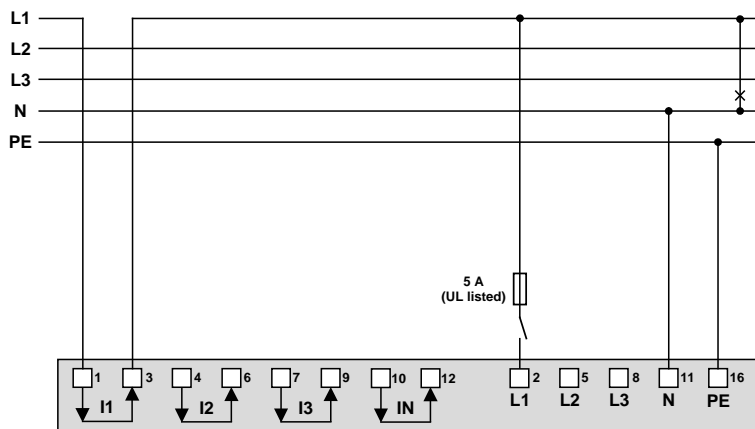 L1
L2
L3
N
PE
5 A
(UL listed)
1 3 4 6 7 9 10 12 2 5 8 11 16
I1 I2 I3 IN L1 L2 L3 N PE